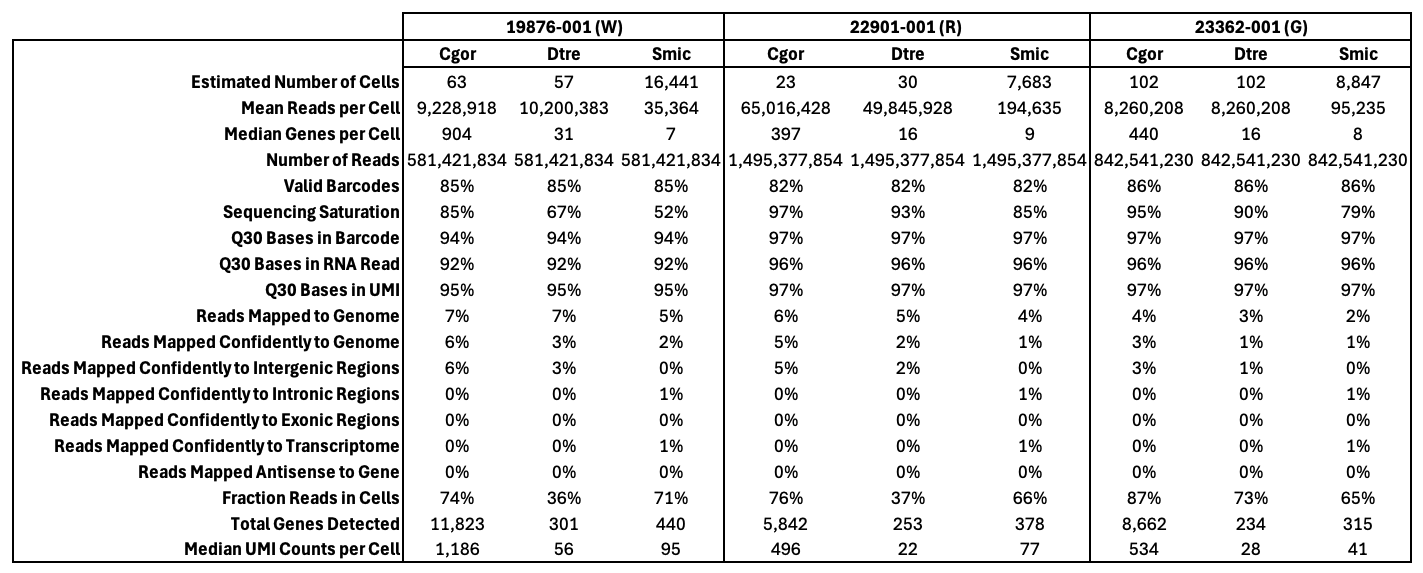 19876-001 (W) 22901-001 (R) 23362-001 (G)
Cgor Dtre Smic Cgor Dtre Smic Cgor Dtre Smic
Estimated Number of Cells 63 57 16,441 23 30 7,683 102 102 8,847
Mean Reads per Cell 9,228,918 10,200,383 35,364 65,016,428 49,845,928 194,635 8,260,208 8,260,208 95,235
Median Genes per Cell 904 31 7 397 16 9 440 16 8
Number of Reads 581,421,834 581,421,834 581,421,834 1,495,377,854 1,495,377,854 1,495,377,854 842,541,230 842,541,230 842,541,230
Valid Barcodes 85% 85% 85% 82% 82% 82% 86% 86% 86%
Sequencing Saturation 85% 67% 52% 97% 93% 85% 95% 90% 79%
Q30 Bases in Barcode 94% 94% 94% 97% 97% 97% 97% 97% 97%
Q30 Bases in RNA Read 92% 92% 92% 96% 96% 96% 96% 96% 96%
Q30 Bases in UMI 95% 95% 95% 97% 97% 97% 97% 97% 97%
Reads Mapped to Genome 7% 7% 5% 6% 5% 4% 4% 3% 2%
Reads Mapped Confidently to Genome 6% 3% 2% 5% 2% 1% 3% 1% 1%
Reads Mapped Confidently to Intergenic Regions 6% 3% 0% 5% 2% 0% 3% 1% 0%
Reads Mapped Confidently to Intronic Regions 0% 0% 1% 0% 0% 1% 0% 0% 1%
Reads Mapped Confidently to Exonic Regions 0% 0% 0% 0% 0% 0% 0% 0% 0%
Reads Mapped Confidently to Transcriptome 0% 0% 1% 0% 0% 1% 0% 0% 1%
Reads Mapped Antisense to Gene 0% 0% 0% 0% 0% 0% 0% 0% 0%
Fraction Reads in Cells 74% 36% 71% 76% 37% 66% 87% 73% 65%
Total Genes Detected 11,823 301 440 5,842 253 378 8,662 234 315
Median UMI Counts per Cell 1,186 56 95 496 22 77 534 28 41